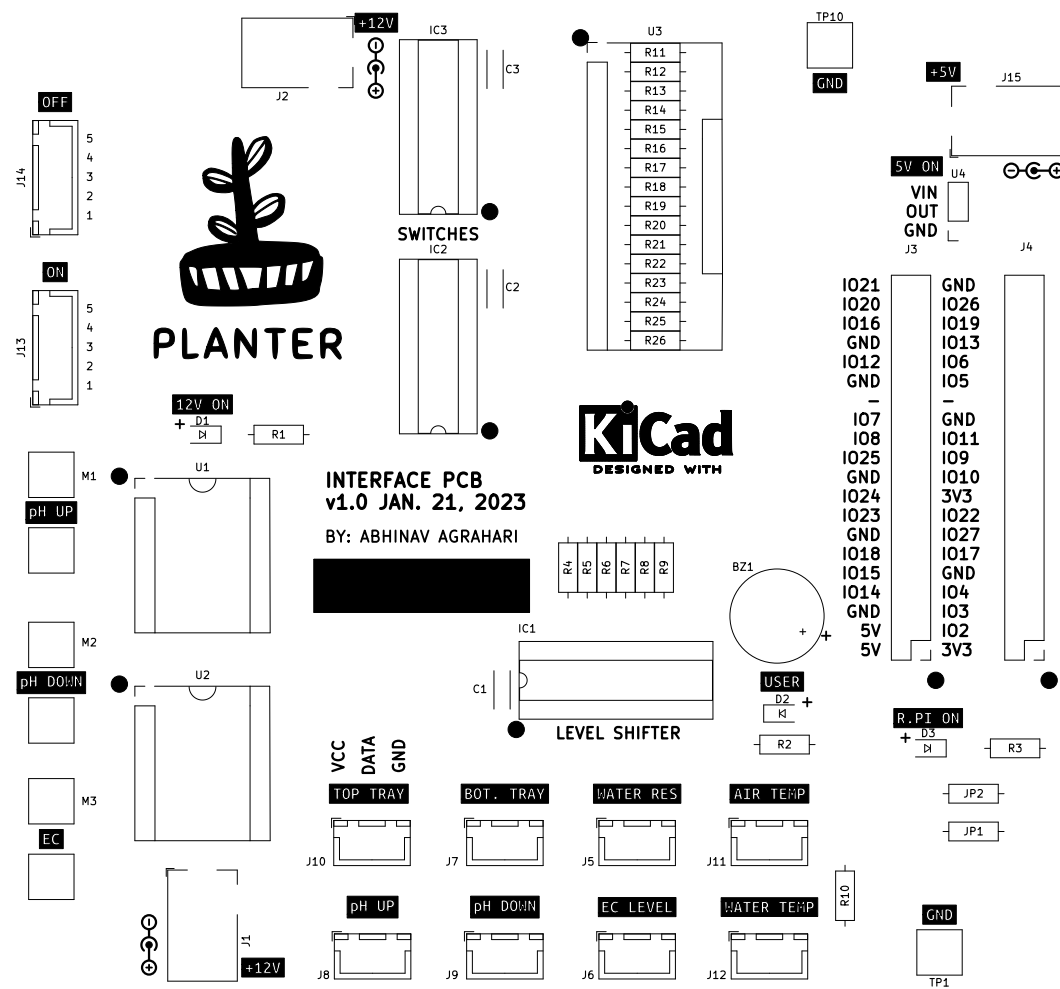 +12V
IC3
U3
TP10
R11
R12
R13
R14
R15
R16
R17
R18
R19
R20
R21
R22
R23
R24
R25
R26
C3
J2
GND
+5V
J15
OFF
J14
5
4
3
2
1
5V ON
U4
VIN
OUT
GND
J3
J4
SWITCHES
IC2
C2
ON
J13
5
4
3
2
1
PLANTER
IO21 GND
IO20 IO26
IO16 IO19
GND IO13
IO12 IO6
GND IO5
- -
IO7 GND
IO8 IO11
IO25 IO9
GND IO10
IO24 3V3
IO23 IO22
GND IO27
IO18 IO17
IO15 GND
IO14 IO4
GND IO3
5V IO2
5V 3V3
12V ON
+ D1
R1
KiCad
DESIGNED WITH
M1
U1
pH UP
INTERFACE PCB
v1.0 JAN. 21, 2023
BY: ABHINAV AGRAHARI
R4
R5
R6
R7
R8
R9
BZ1
+ +
IC1
M2
pH DOWN
U2
C1
LEVEL SHIFTER
USER
D2 +
R2
R.PI ON
+ D3
R3
VCC
DATA
GND
JP2
JP1
M3
EC
TOP TRAY
BOT. TRAY
WATER RES
AIR TEMP
J10
J7
J5
J11
R10
pH UP
pH DOWN
EC LEVEL
WATER TEMP
J8
J9
J6
J12
J1
+12V
GND
TP1